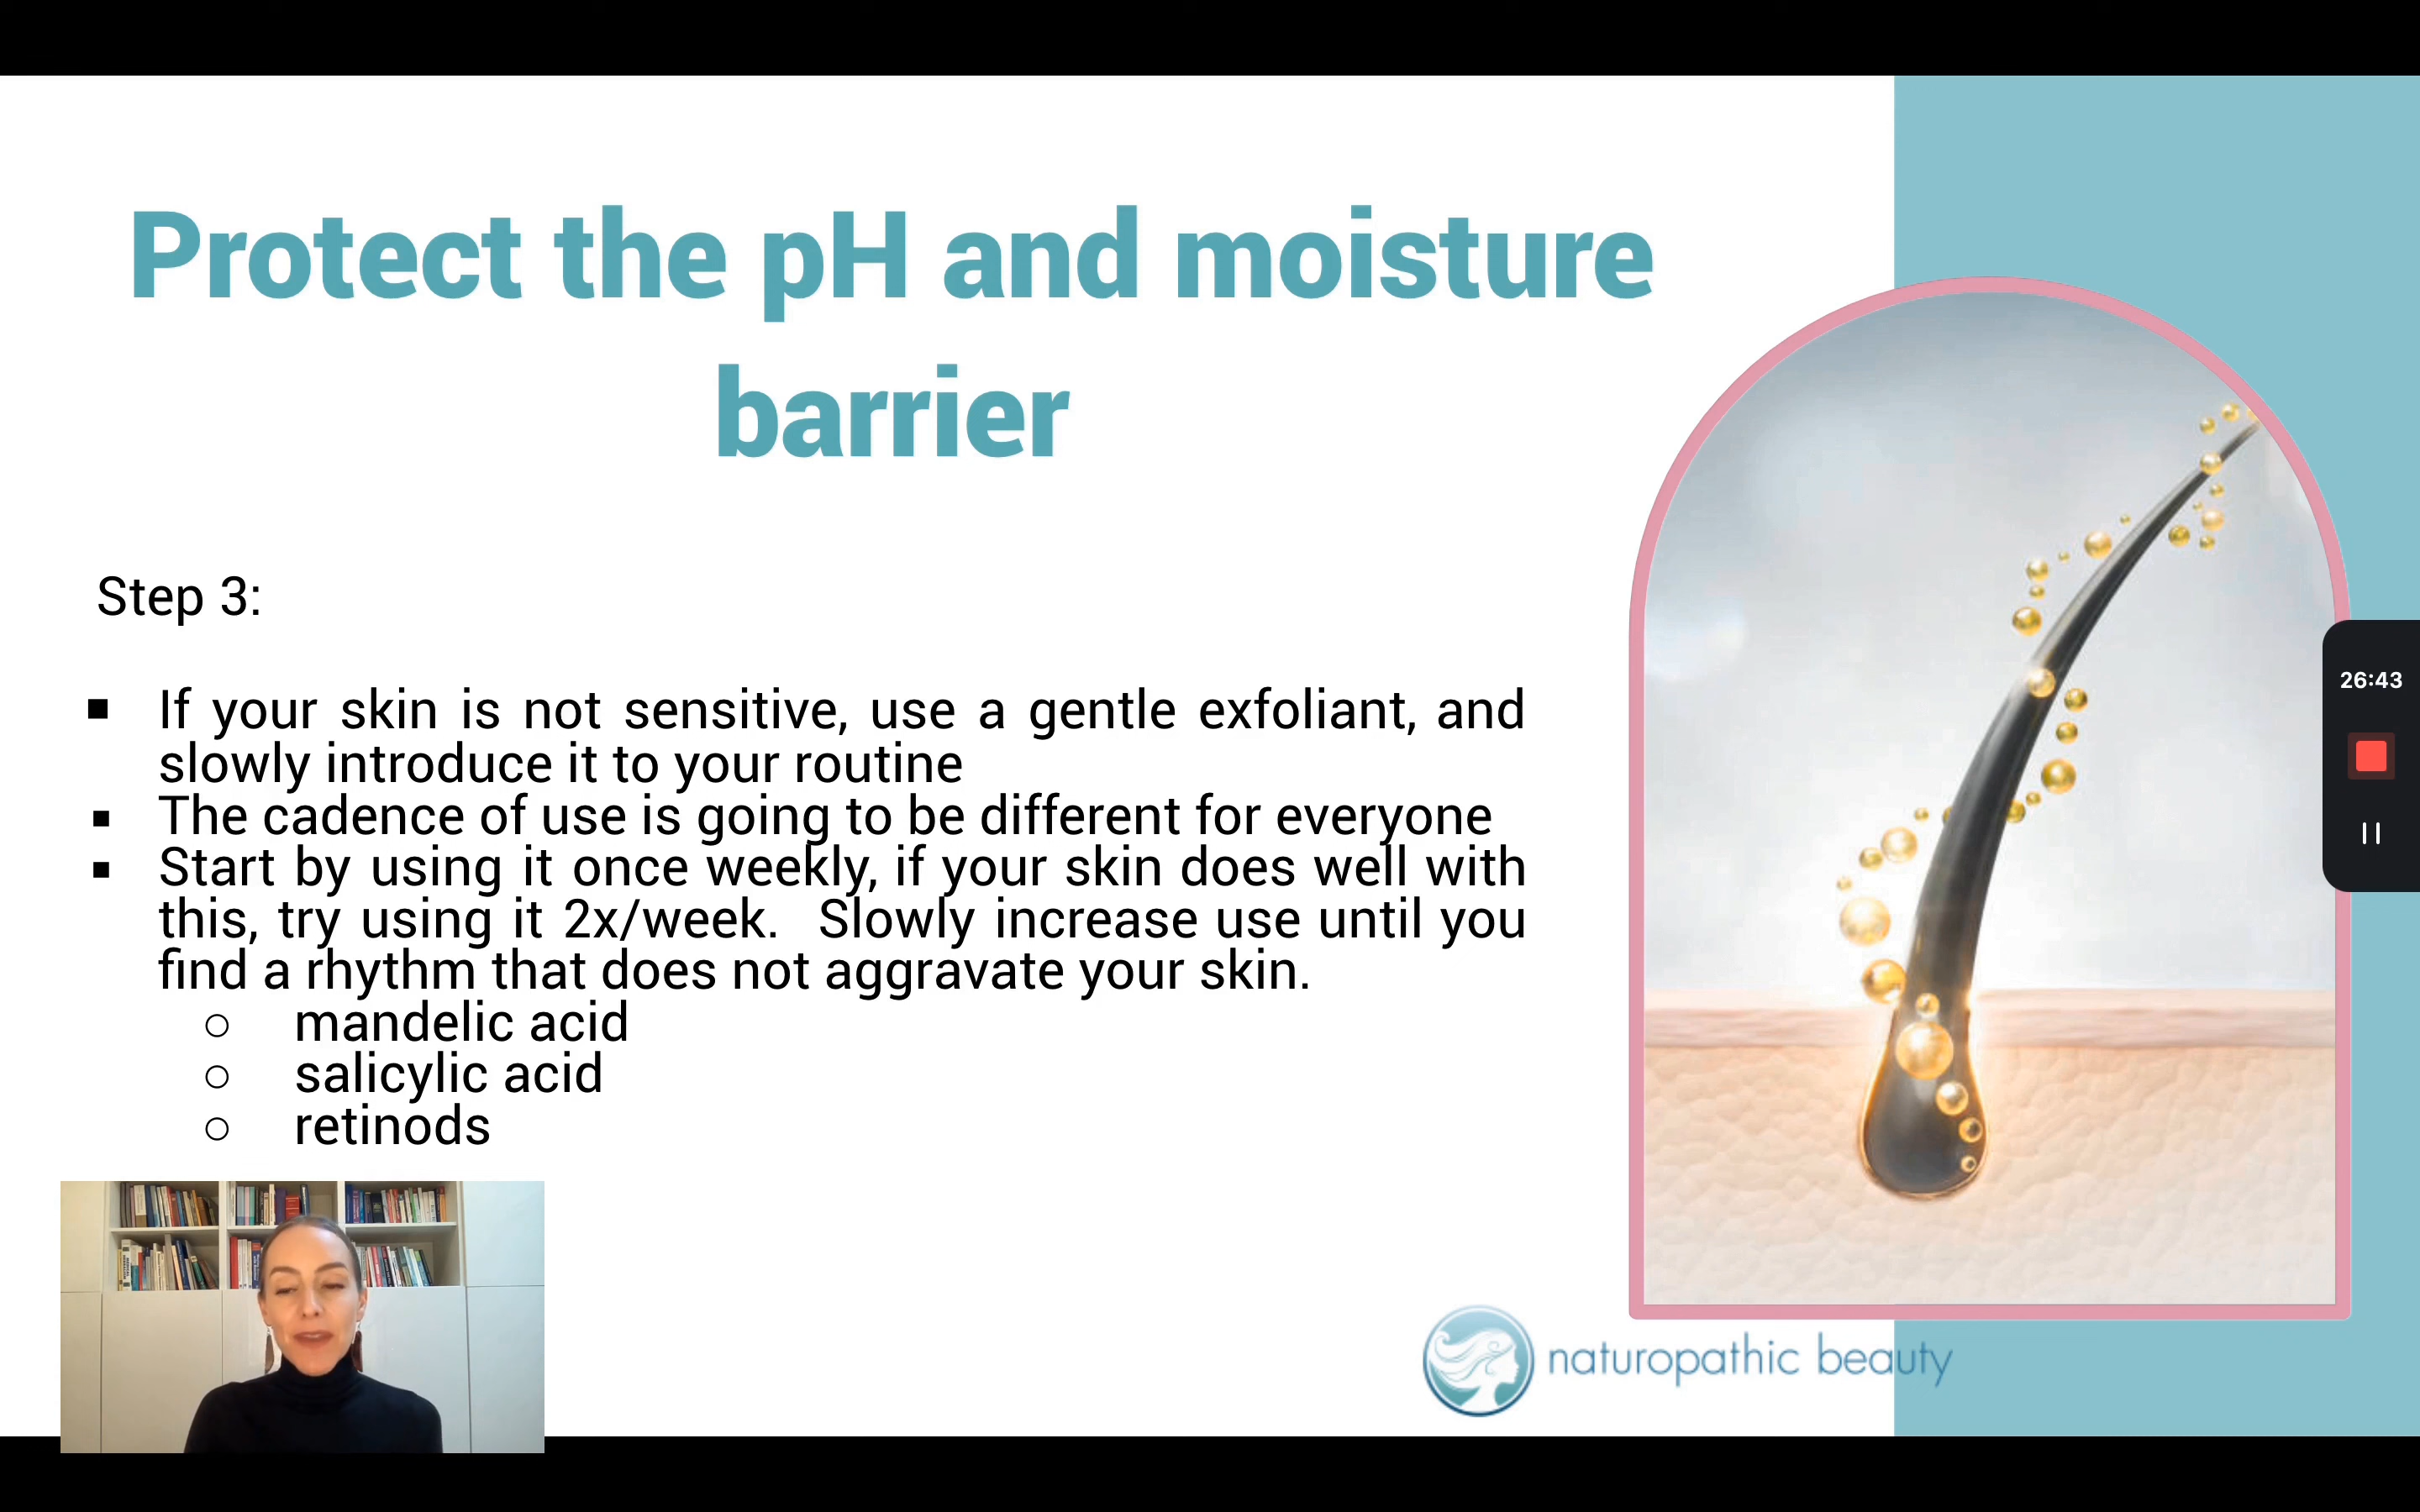 Protect the pH and moisture
barrier
Step 3:
▪ If your skin is not sensitive, use a gentle exfoliant, and
slowly introduce it to your routine
▪ The cadence of use is going to be different for everyone
▪ Start by using it once weekly, if your skin does well with
this, try using it 2x/week. Slowly increase use until you
find a rhythm that does not aggravate your skin.
○ mandelic acid
○ salicylic acid
○ retinods
26:43
naturopathic beauty